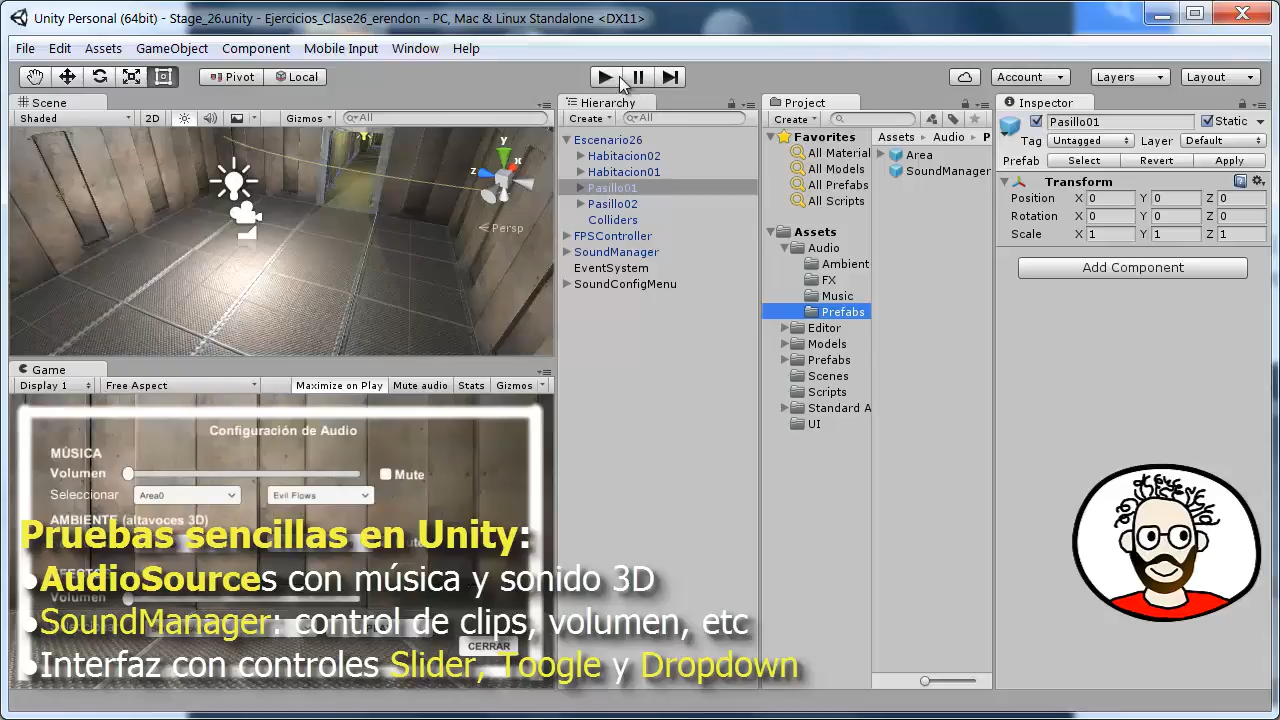 Unity Personal (64bit) - Stage_26.unity - Ejercicios_Clase26_erendon - PC, Mac & Linux Standalone <DX11>
File Edit Assets GameObject Component Mobile Input Window Help
Pivot Local Account Layers Layout
Scene
Shaded 2D Gizmos All
y
x
z
Persp
Game
Display 1 Free Aspect Maximize on Play Mute audio Stats Gizmos
Configuración de Audio
MÚSICA
Volumen Mute
Seleccionar Area0 Evil Flows
AMBIENTE (altavoces 3D)
Volumen
CERRAR
Pruebas sencillas en Unity:
•AudioSources con música y sonido 3D
•SoundManager: control de clips, volumen, etc
•Interfaz con controles Slider, Toogle y Dropdown
Hierarchy
Create All
Escenario26
Habitacion02
Habitacion01
Pasillo01
Pasillo02
Colliders
FPSController
SoundManager
EventSystem
SoundConfigMenu
Project
Create
Favorites
All Material
All Models
All Prefabs
All Scripts
Assets
Audio
Ambient
FX
Music
Prefabs
Editor
Models
Prefabs
Scenes
Scripts
Standard A
UI
Assets Audio P
Area
SoundManager
Inspector
Pasillo01 Static
Tag Untagged Layer Default
Prefab Select Revert Apply
Transform
Position X 0 Y 0 Z 0
Rotation X 0 Y 0 Z 0
Scale X 1 Y 1 Z 1
Add Component